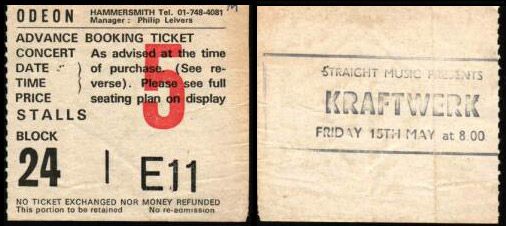 ODEON HAMMERSMITH Tel. 01-748-4081
Manager : Philip Leivers
ADVANCE BOOKING TICKET
CONCERT } As advised at the time
DATE } of purchase. (See re-
TIME } verse). Please see full
PRICE } seating plan on display
5
STALLS
BLOCK
24 | E11
NO TICKET EXCHANGED NOR MONEY REFUNDED
This portion to be retained No re-admission
STRAIGHT MUSIC PRESENTS
KRAFTWERK
FRIDAY 15TH MAY at 8.00